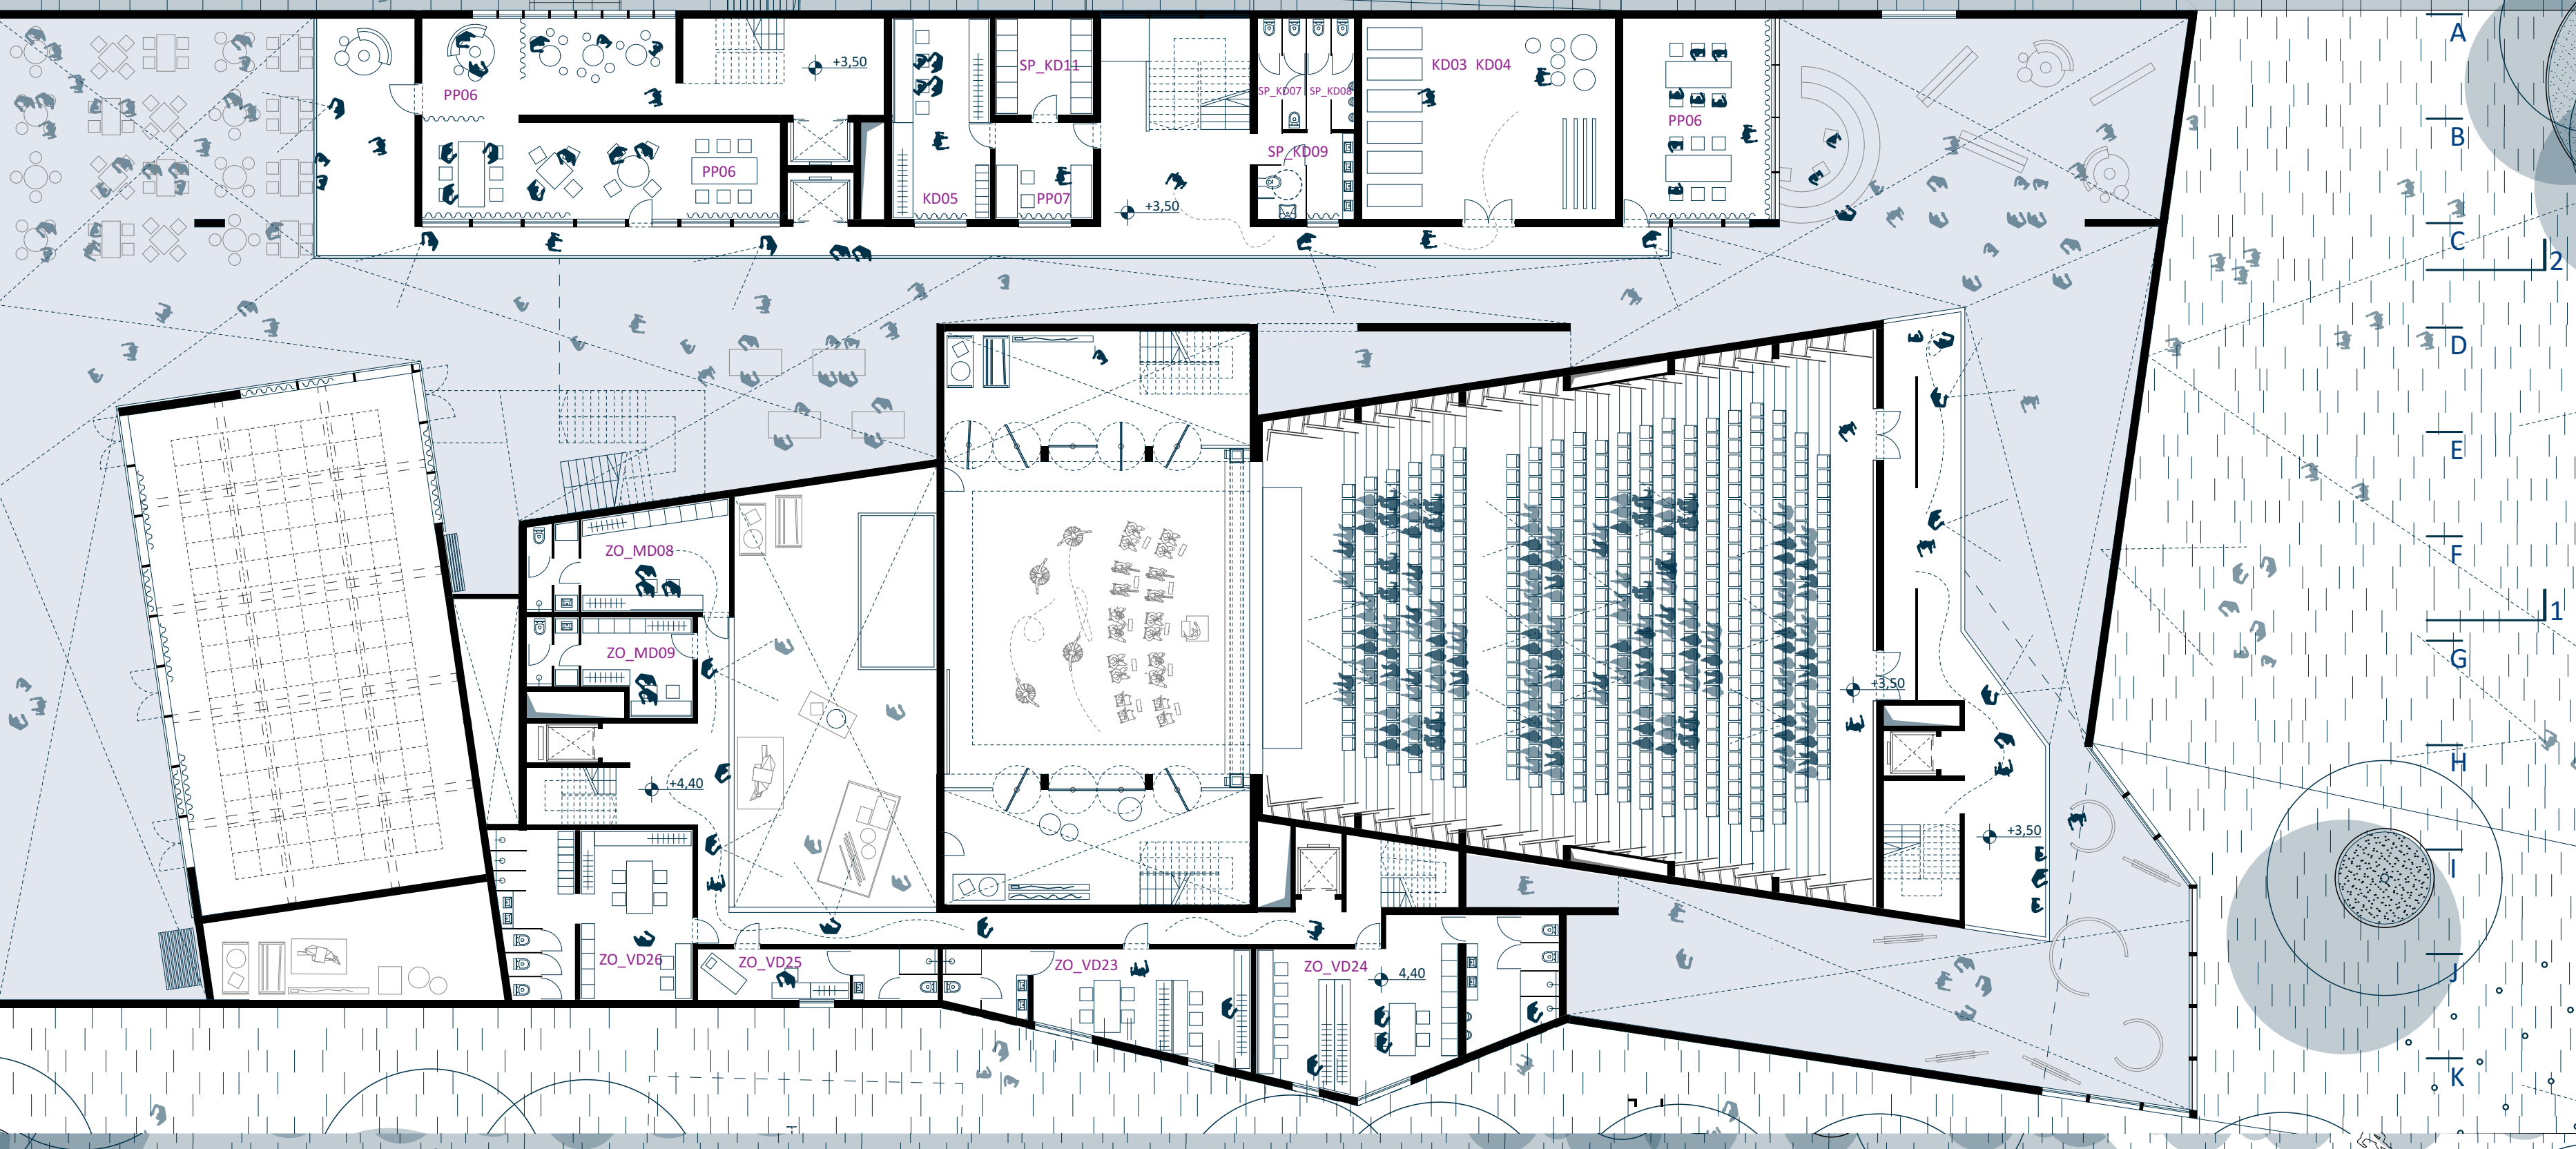 A
+3,50
SP_KD11
KD03 KD04
PP06
SP_KD07 SP_KD08
PP06
B
SP_KD09
PP06
KD05
PP07
+3,50
C
2
D
E
F
ZO_MD08
1
ZO_MD09
G
+3,50
H
+4,40
+3,50
I
ZO_VD26
ZO_VD25
ZO_VD23
ZO_VD24
4,40
J
K